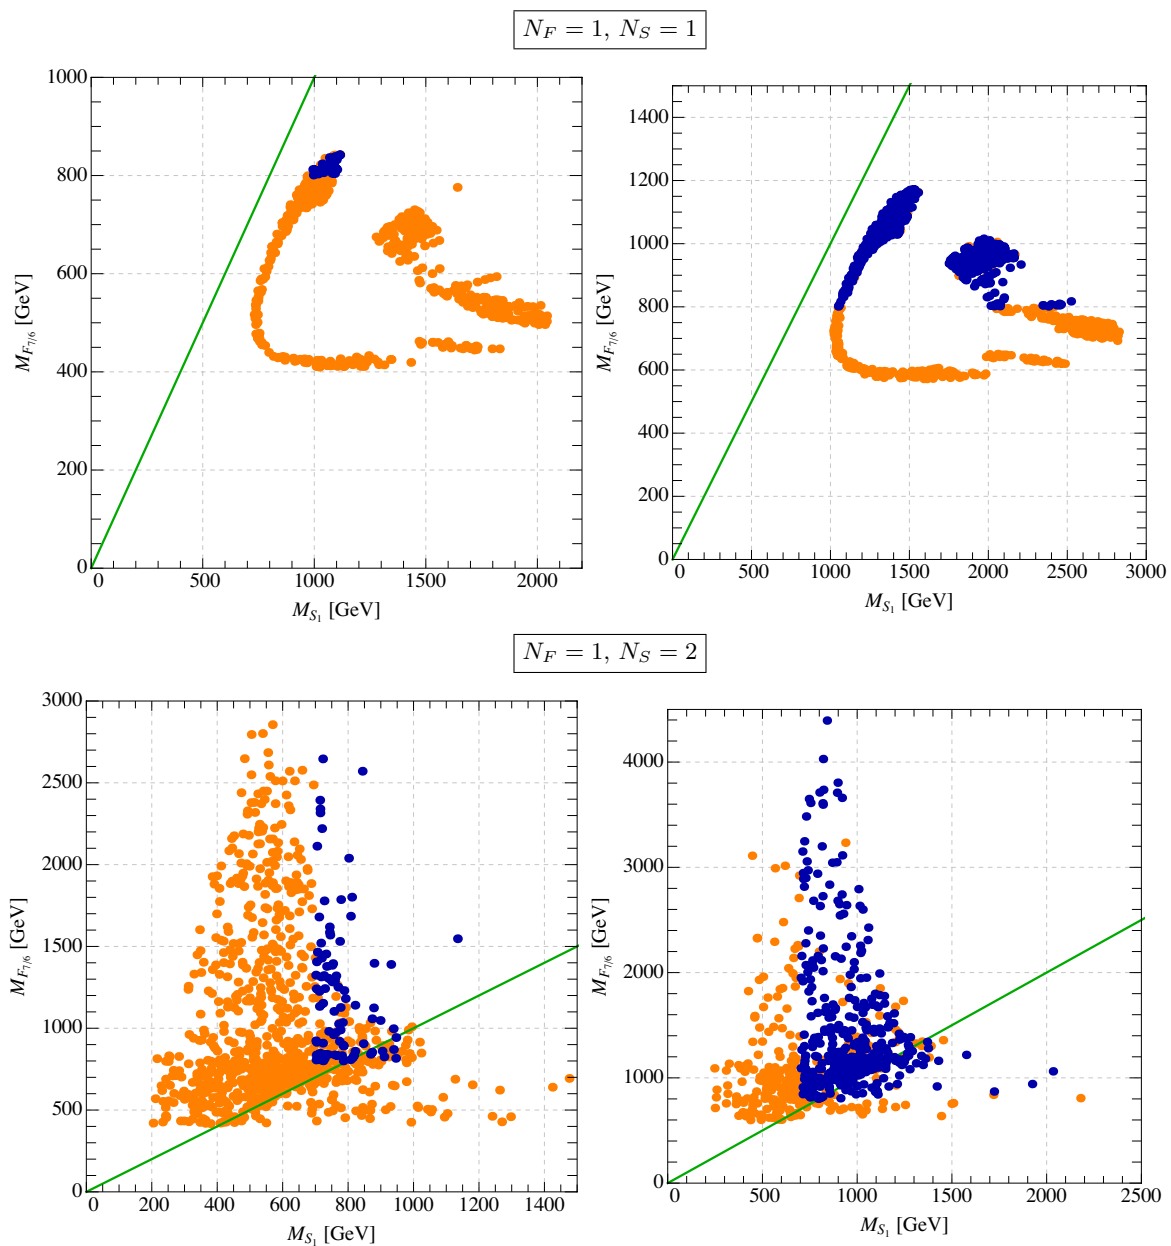 N_F = 1, N_S = 1
1000
800
600
400
200
0
M_{F_{7/6}} [GeV]
0 500 1000 1500 2000
M_{S_1} [GeV]
1400
1200
1000
800
600
400
200
0
M_{F_{7/6}} [GeV]
0 500 1000 1500 2000 2500 3000
M_{S_1} [GeV]
N_F = 1, N_S = 2
3000
2500
2000
1500
1000
500
0
M_{F_{7/6}} [GeV]
0 200 400 600 800 1000 1200 1400
M_{S_1} [GeV]
4000
3000
2000
1000
0
M_{F_{7/6}} [GeV]
0 500 1000 1500 2000 2500
M_{S_1} [GeV]